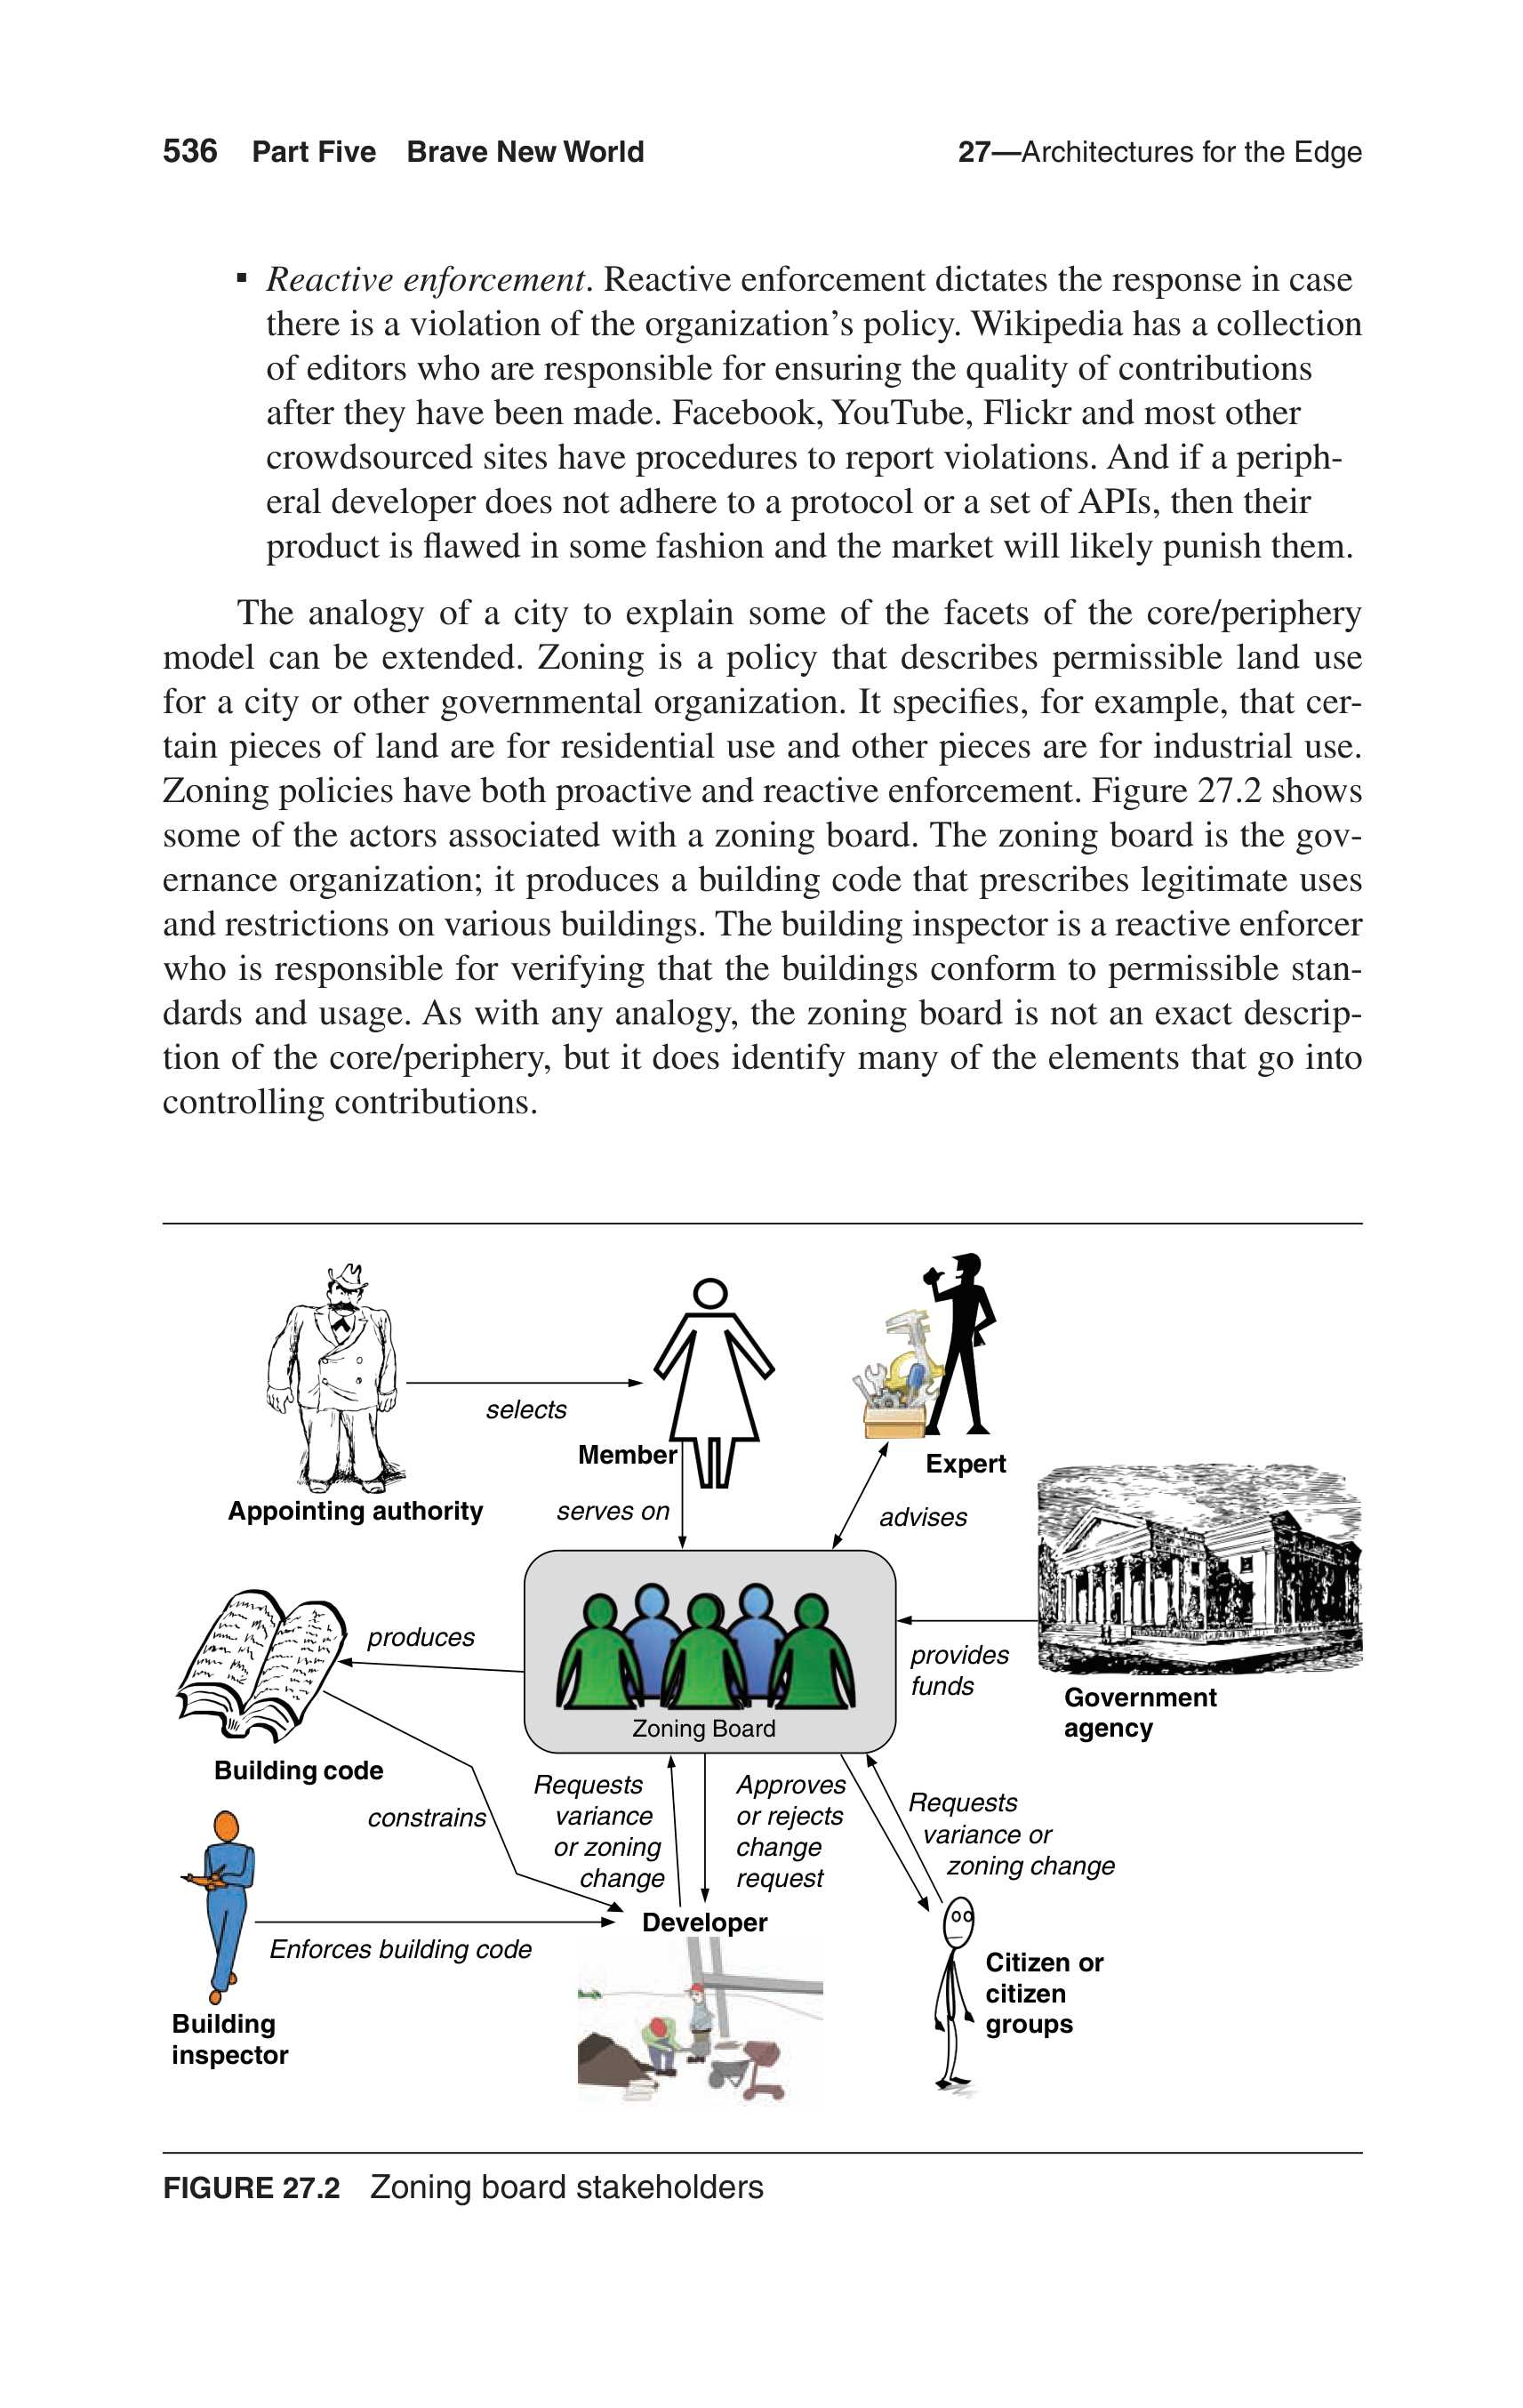 536 Part Five Brave New World 27—Architectures for the Edge
▪ Reactive enforcement. Reactive enforcement dictates the response in case
there is a violation of the organization’s policy. Wikipedia has a collection
of editors who are responsible for ensuring the quality of contributions
after they have been made. Facebook, YouTube, Flickr and most other
crowdsourced sites have procedures to report violations. And if a periph-
eral developer does not adhere to a protocol or a set of APIs, then their
product is flawed in some fashion and the market will likely punish them.
The analogy of a city to explain some of the facets of the core/periphery
model can be extended. Zoning is a policy that describes permissible land use
for a city or other governmental organization. It specifies, for example, that cer-
tain pieces of land are for residential use and other pieces are for industrial use.
Zoning policies have both proactive and reactive enforcement. Figure 27.2 shows
some of the actors associated with a zoning board. The zoning board is the gov-
ernance organization; it produces a building code that prescribes legitimate uses
and restrictions on various buildings. The building inspector is a reactive enforcer
who is responsible for verifying that the buildings conform to permissible stan-
dards and usage. As with any analogy, the zoning board is not an exact descrip-
tion of the core/periphery, but it does identify many of the elements that go into
controlling contributions.
selects
Member
Expert
Appointing authority
serves on
advises
produces
provides
funds
Government
agency
Zoning Board
Building code
constrains
Requests
variance
or zoning
change
Approves
or rejects
change
request
Requests
variance or
zoning change
Developer
Enforces building code
Citizen or
citizen
groups
Building
inspector
FIGURE 27.2 Zoning board stakeholders